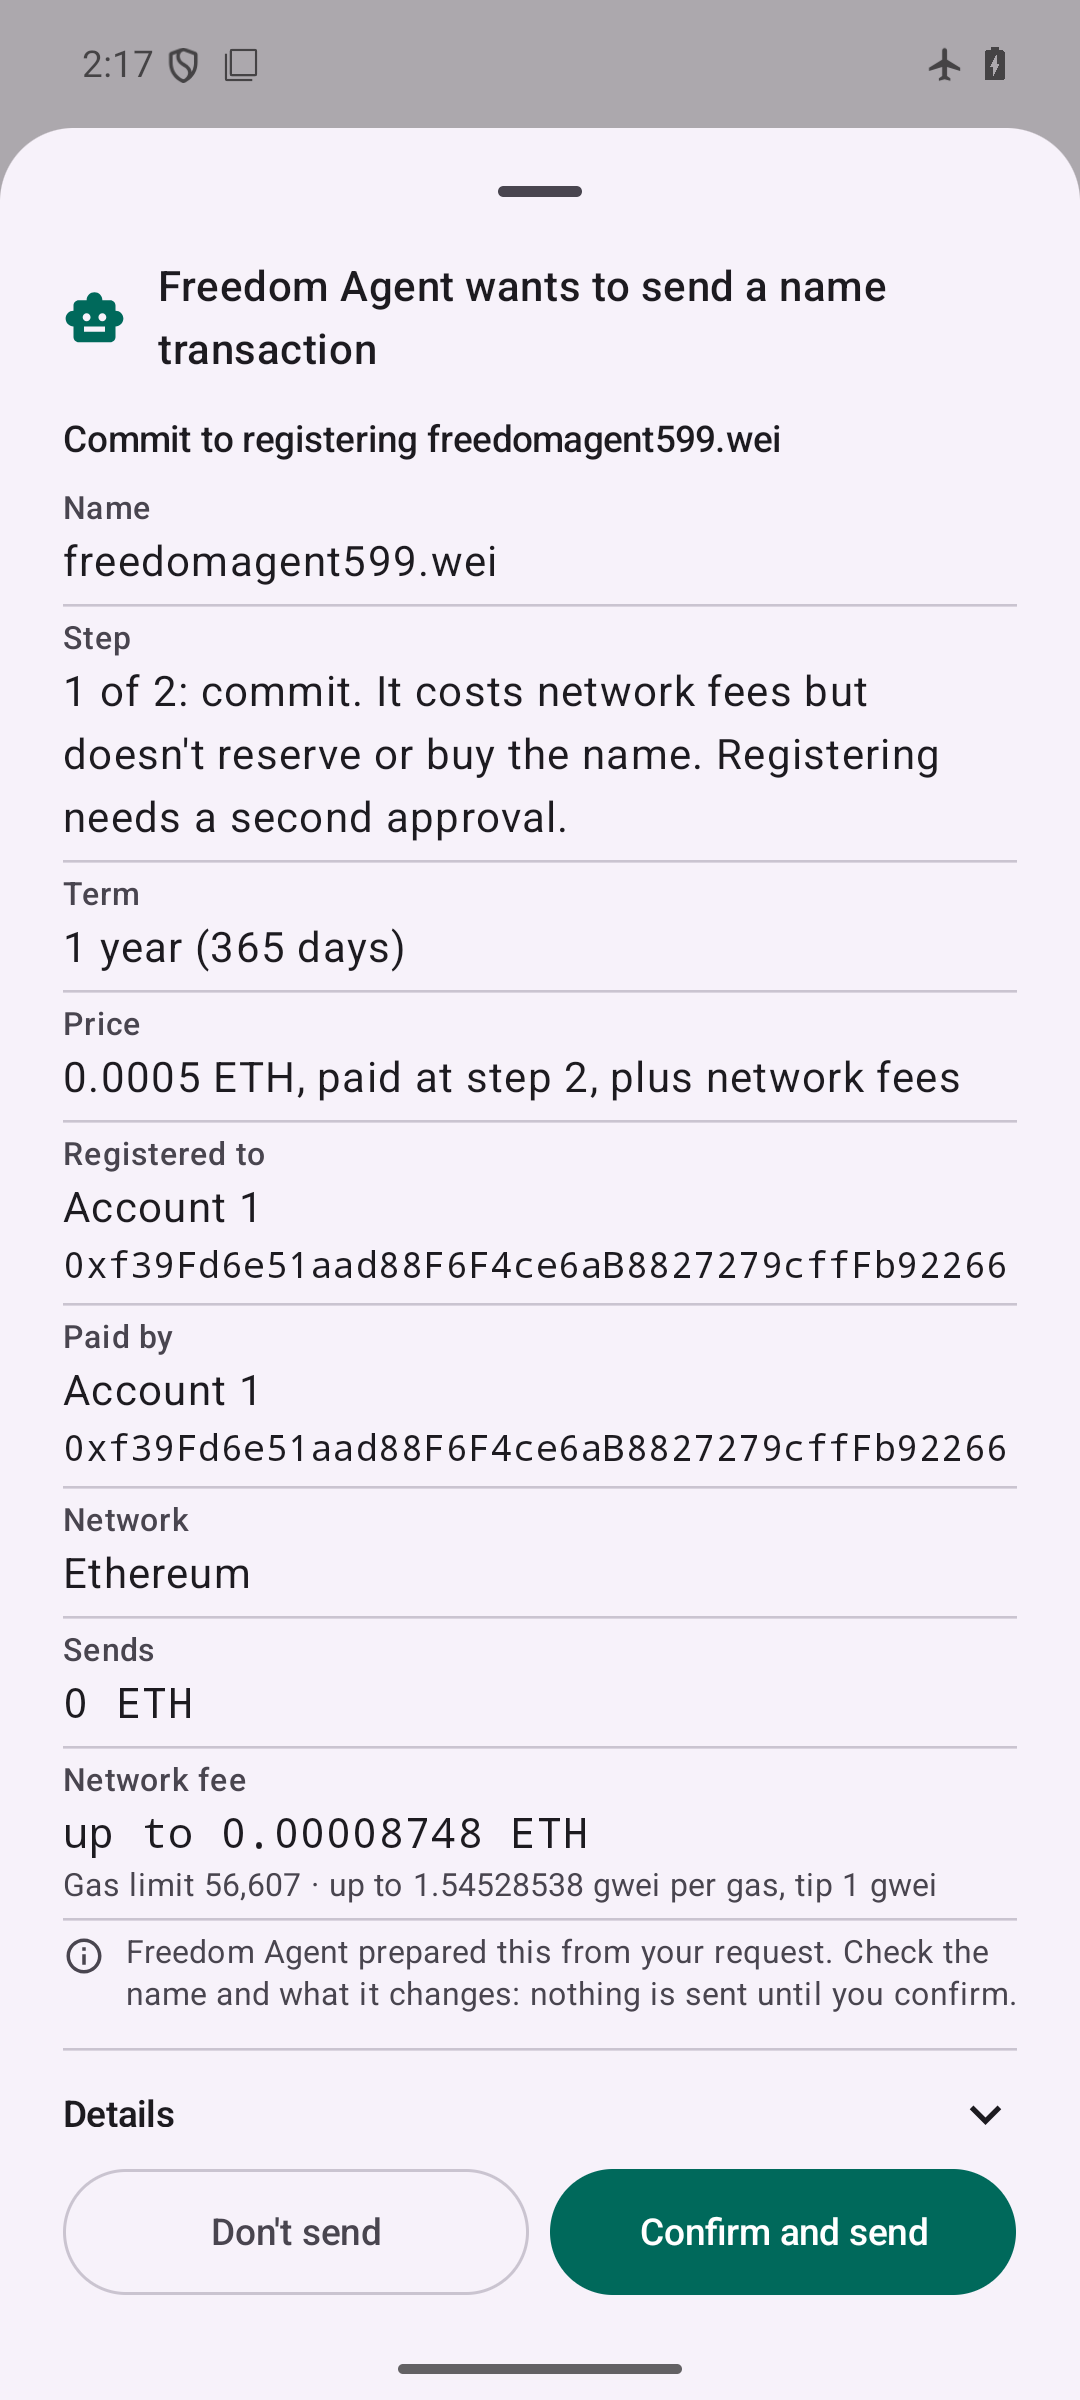 2:17
Freedom Agent wants to send a name
transaction
Commit to registering freedomagent599.wei
Name
freedomagent599.wei
Step
1 of 2: commit. It costs network fees but
doesn't reserve or buy the name. Registering
needs a second approval.
Term
1 year (365 days)
Price
0.0005 ETH, paid at step 2, plus network fees
Registered to
Account 1
0xf39Fd6e51aad88F6F4ce6aB8827279cffFb92266
Paid by
Account 1
0xf39Fd6e51aad88F6F4ce6aB8827279cffFb92266
Network
Ethereum
Sends
0 ETH
Network fee
up to 0.00008748 ETH
Gas limit 56,607 · up to 1.54528538 gwei per gas, tip 1 gwei
Freedom Agent prepared this from your request. Check the
name and what it changes: nothing is sent until you confirm.
Details
Don't send
Confirm and send